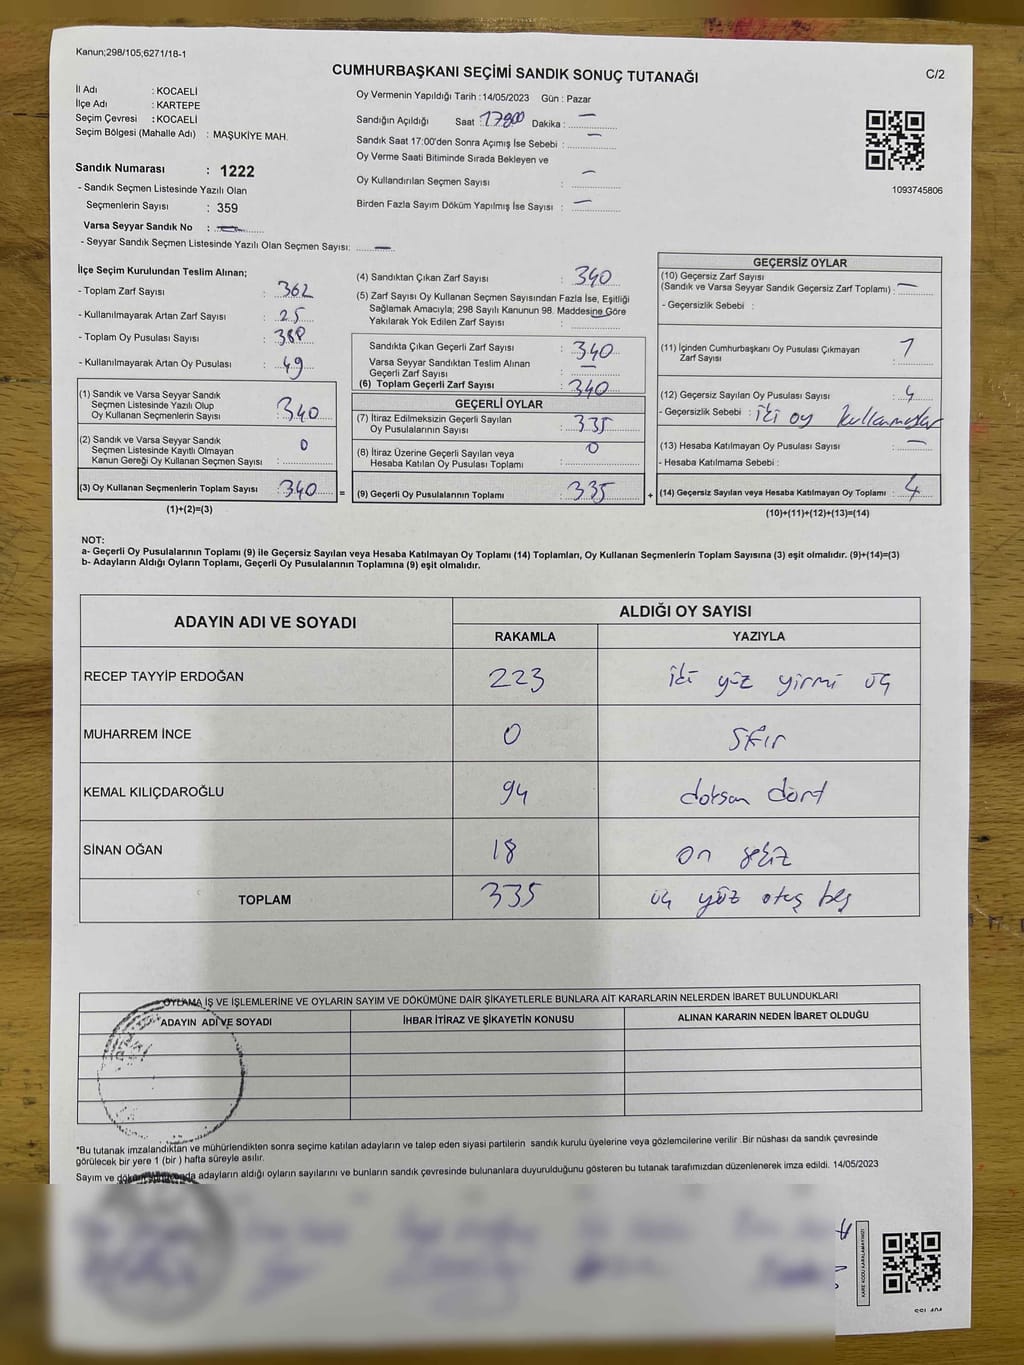 Kanun;298/105;6271/18-1
CUMHURBAŞKANI SEÇİMİ SANDIK SONUÇ TUTANAĞI
C/2
İl Adı : KOCAELİ
İlçe Adı : KARTEPE
Seçim Çevresi : KOCAELİ
Seçim Bölgesi (Mahalle Adı) : MAŞUKİYE MAH.
Sandık Numarası : 1222
- Sandık Seçmen Listesinde Yazılı Olan
Seçmenlerin Sayısı : 359
Varsa Seyyar Sandık No : —
- Seyyar Sandık Seçmen Listesinde Yazılı Olan Seçmen Sayısı: —
Oy Vermenin Yapıldığı Tarih :14/05/2023 Gün : Pazar
Sandığın Açıldığı Saat : Dakika : —
Sandık Saat 17:00'den Sonra Açımış İse Sebebi : —
Oy Verme Saati Bitiminde Sırada Bekleyen ve
Oy Kullandırılan Seçmen Sayısı : —
Birden Fazla Sayım Döküm Yapılmış İse Sayısı : —
1093745806
İlçe Seçim Kurulundan Teslim Alınan;
- Toplam Zarf Sayısı : 362
- Kullanılmayarak Artan Zarf Sayısı : 25
- Toplam Oy Pusulası Sayısı :
- Kullanılmayarak Artan Oy Pusulası : 49
(1) Sandık ve Varsa Seyyar Sandık
Seçmen Listesinde Yazılı Olup
Oy Kullanan Seçmenlerin Sayısı : 340
(2) Sandık ve Varsa Seyyar Sandık
Seçmen Listesinde Kayıtlı Olmayan
Kanun Gereği Oy Kullanan Seçmen Sayısı : 0
(3) Oy Kullanan Seçmenlerin Toplam Sayısı : 340 =
(1)+(2)=(3)
(4) Sandıktan Çıkan Zarf Sayısı : 340
(5) Zarf Sayısı Oy Kullanan Seçmen Sayısından Fazla İse, Eşitliği
Sağlamak Amacıyla; 298 Sayılı Kanunun 98. Maddesine Göre
Yakılarak Yok Edilen Zarf Sayısı : —
Sandıkta Çıkan Geçerli Zarf Sayısı : 340
Varsa Seyyar Sandıktan Teslim Alınan
Geçerli Zarf Sayısı : —
(6) Toplam Geçerli Zarf Sayısı : 340
GEÇERLİ OYLAR
(7) İtiraz Edilmeksizin Geçerli Sayılan
Oy Pusulalarının Sayısı : 335
(8) İtiraz Üzerine Geçerli Sayılan veya
Hesaba Katılan Oy Pusulası Toplamı : 0
(9) Geçerli Oy Pusulalarının Toplamı : 335 +
GEÇERSİZ OYLAR
(10) Geçersiz Zarf Sayısı
(Sandık ve Varsa Seyyar Sandık Geçersiz Zarf Toplamı) : —
- Geçersizlik Sebebi :
(11) İçinden Cumhurbaşkanı Oy Pusulası Çıkmayan
Zarf Sayısı : 1
(12) Geçersiz Sayılan Oy Pusulası Sayısı : 4
- Geçersizlik Sebebi : iki oy kullanmışlar
(13) Hesaba Katılmayan Oy Pusulası Sayısı : —
- Hesaba Katılmama Sebebi :
(14) Geçersiz Sayılan veya Hesaba Katılmayan Oy Toplamı : 4
(10)+(11)+(12)+(13)=(14)
NOT:
a- Geçerli Oy Pusulalarının Toplamı (9) ile Geçersiz Sayılan veya Hesaba Katılmayan Oy Toplamı (14) Toplamları, Oy Kullanan Seçmenlerin Toplam Sayısına (3) eşit olmalıdır. (9)+(14)=(3)
b- Adayların Aldığı Oyların Toplamı, Geçerli Oy Pusulalarının Toplamına (9) eşit olmalıdır.
ADAYIN ADI VE SOYADI ALDIĞI OY SAYISI
RAKAMLA YAZIYLA
RECEP TAYYİP ERDOĞAN 223 iki yüz yirmi üç
MUHARREM İNCE 0 sıfır
KEMAL KILIÇDAROĞLU 94 doksan dört
SİNAN OĞAN 18 on sekiz
TOPLAM 335 üç yüz otuz beş
OYLAMA İŞ VE İŞLEMLERİNE VE OYLARIN SAYIM VE DÖKÜMÜNE DAİR ŞİKAYETLERLE BUNLARA AİT KARARLARIN NELERDEN İBARET BULUNDUKLARI
ADAYIN ADI VE SOYADI İHBAR İTİRAZ VE ŞİKAYETİN KONUSU ALINAN KARARIN NEDEN İBARET OLDUĞU
*Bu tutanak imzalandıktan ve mühürlendikten sonra seçime katılan adayların ve talep eden siyasi partilerin sandık kurulu üyelerine veya gözlemcilerine verilir .Bir nüshası da sandık çevresinde
görülecek bir yere 1 (bir ) hafta süreyle asılır.
Sayım ve adayların aldığı oyların sayılarını ve bunların sandık çevresinde bulunanlara duyurulduğunu gösteren bu tutanak tarafımızdan düzenlenerek imza edildi. 14/05/2023
KARE KODU KARALAMAYINIZ!